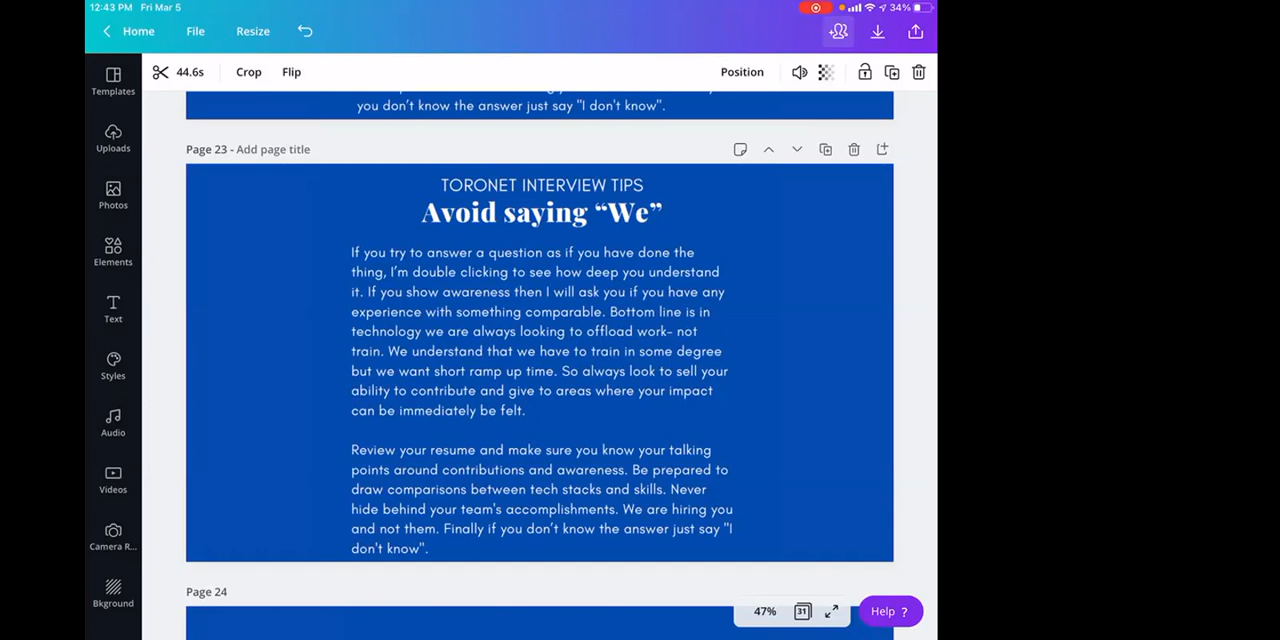 12:43 PM Fri Mar 5
34%
Home
File
Resize
44.6s
Crop
Flip
Position
Templates
Uploads
Photos
Elements
Text
Styles
Audio
Videos
Camera R...
Bkground
you don't know the answer just say "I don't know".
Page 23 - Add page title
TORONET INTERVIEW TIPS
Avoid saying “We”
If you try to answer a question as if you have done the
thing, I’m double clicking to see how deep you understand
it. If you show awareness then I will ask you if you have any
experience with something comparable. Bottom line is in
technology we are always looking to offload work- not
train. We understand that we have to train in some degree
but we want short ramp up time. So always look to sell your
ability to contribute and give to areas where your impact
can be immediately be felt.
Review your resume and make sure you know your talking
points around contributions and awareness. Be prepared to
draw comparisons between tech stacks and skills. Never
hide behind your team's accomplishments. We are hiring you
and not them. Finally if you don’t know the answer just say "I
don't know".
Page 24
47%
31
Help ?